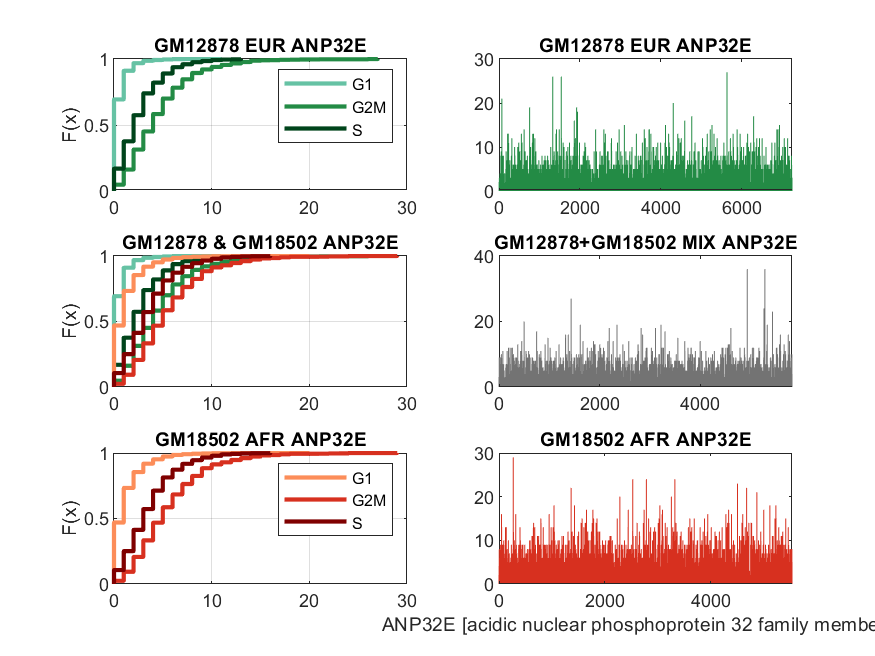 GM12878 EUR ANP32E
1
0.5
0
F(x)
0 10 20 30
G1
G2M
S
GM12878 EUR ANP32E
30
20
10
0
0 2000 4000 6000
GM12878 & GM18502 ANP32E
1
0.5
0
F(x)
0 10 20 30
GM12878+GM18502 MIX ANP32E
40
20
0
0 2000 4000
GM18502 AFR ANP32E
1
0.5
0
F(x)
0 10 20 30
G1
G2M
S
GM18502 AFR ANP32E
30
20
10
0
0 2000 4000
ANP32E [acidic nuclear phosphoprotein 32 family membe